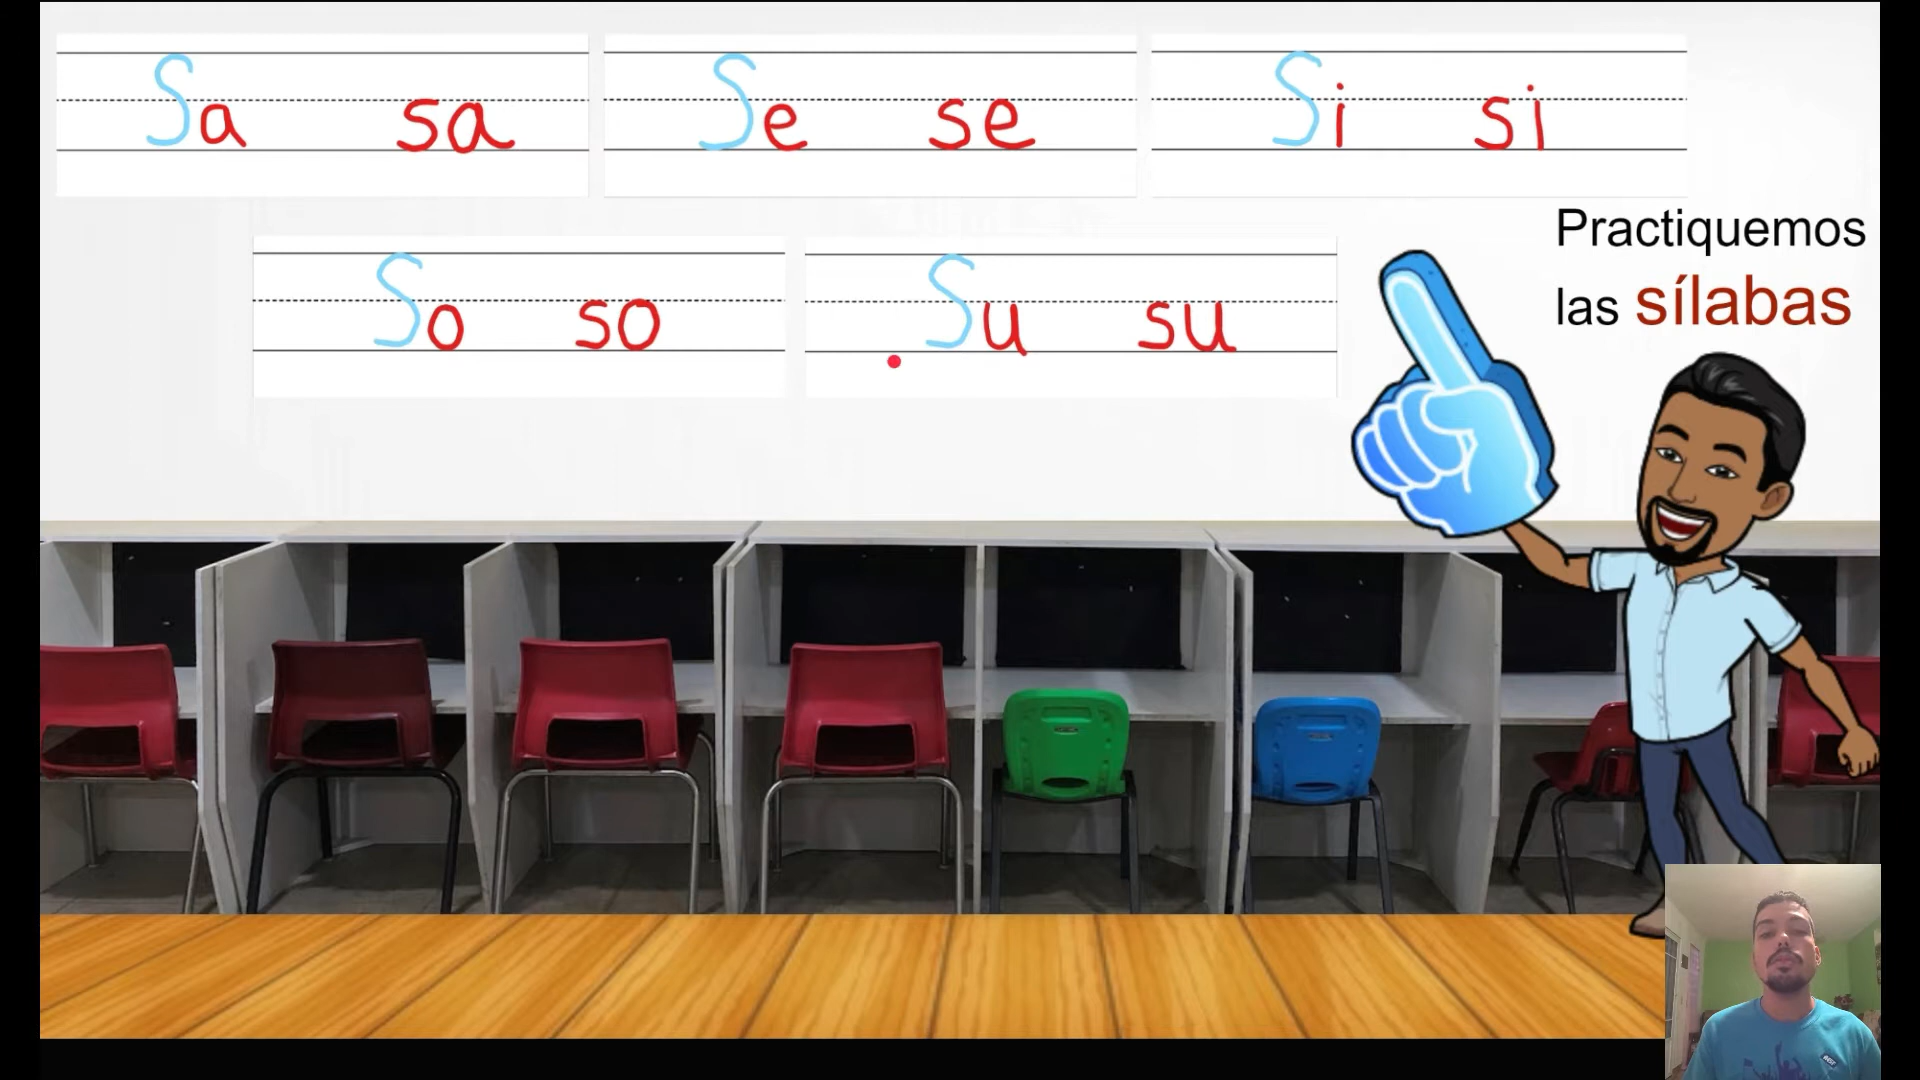 Sa sa
Se se
Si si
So so
Su su
Practiquemos
las sílabas